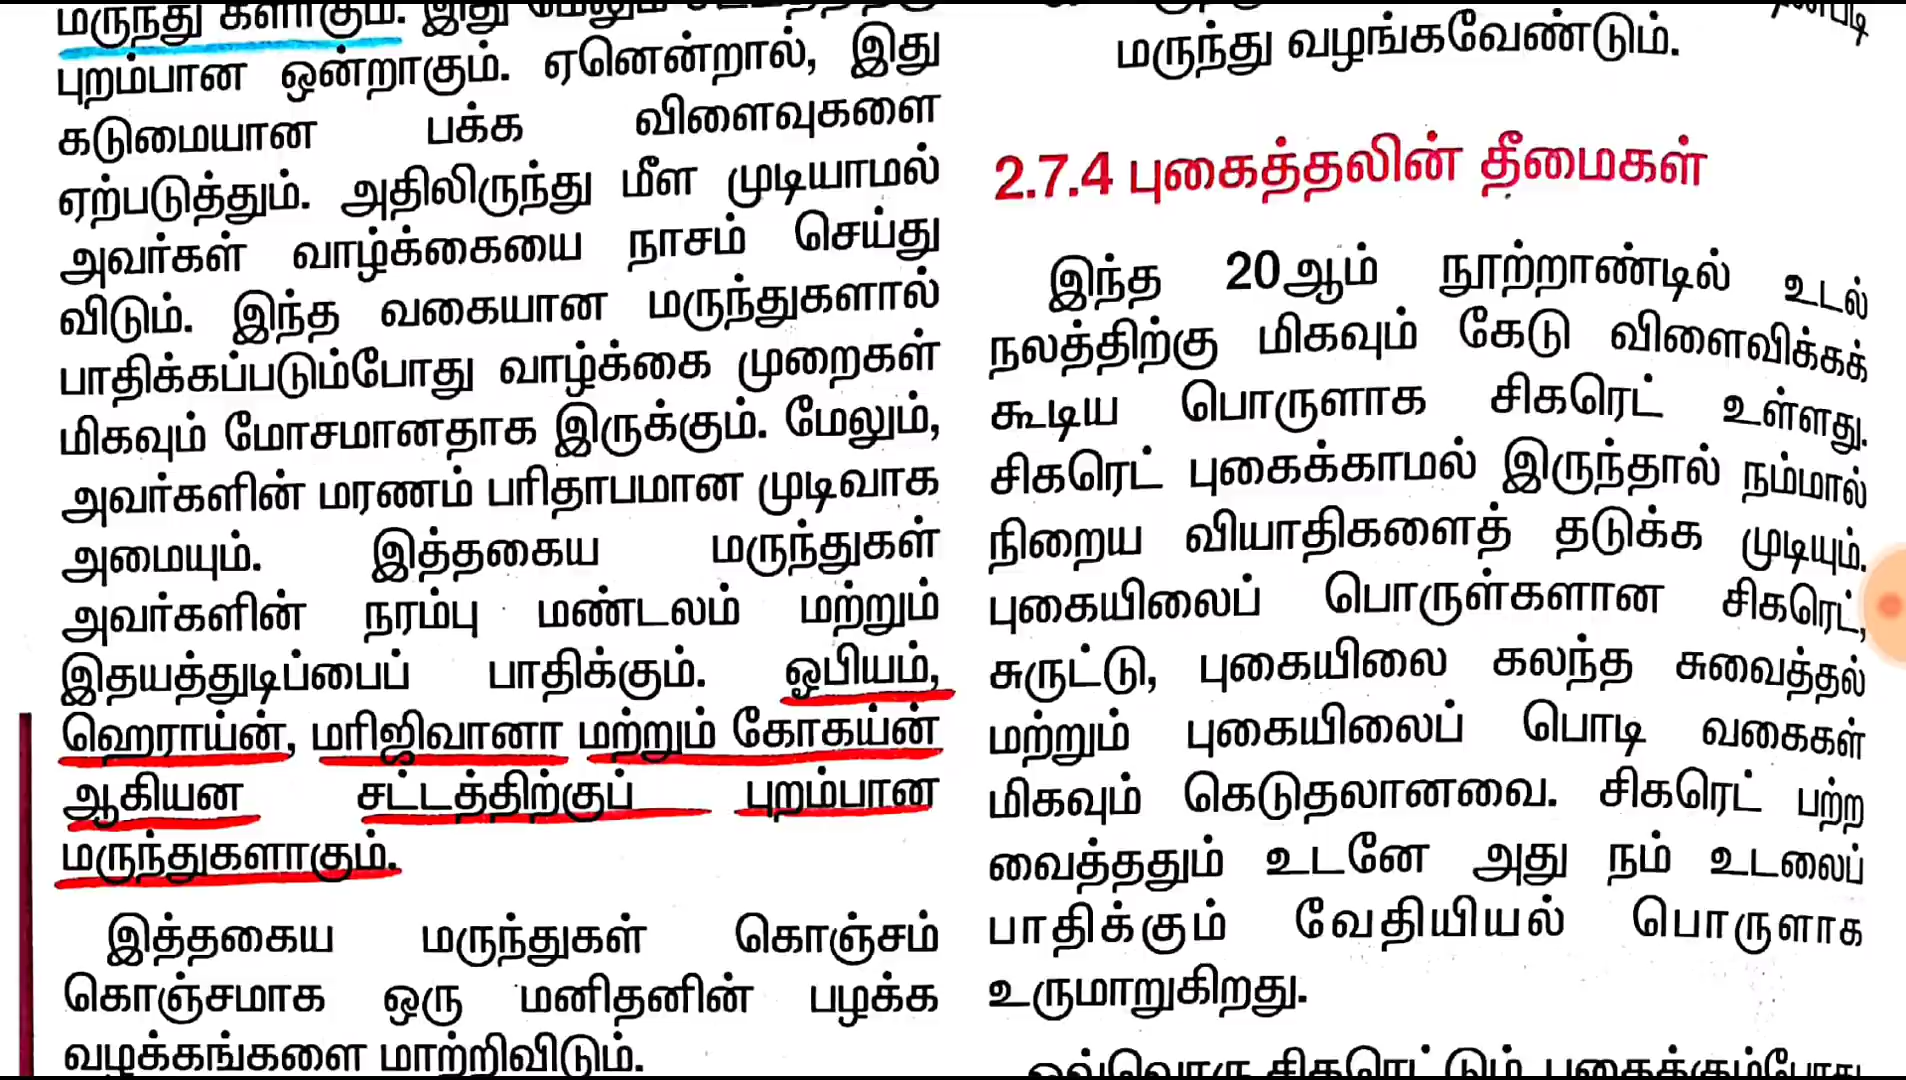 மருந்து களாகும். இது மேலும்
புறம்பான ஒன்றாகும். ஏனென்றால், இது
கடுமையான பக்க விளைவுகளை
ஏற்படுத்தும். அதிலிருந்து மீள முடியாமல்
அவர்கள் வாழ்க்கையை நாசம் செய்து
விடும். இந்த வகையான மருந்துகளால்
பாதிக்கப்படும்போது வாழ்க்கை முறைகள்
மிகவும் மோசமானதாக இருக்கும். மேலும்,
அவர்களின் மரணம் பரிதாபமான முடிவாக
அமையும். இத்தகைய மருந்துகள்
அவர்களின் நரம்பு மண்டலம் மற்றும்
இதயத்துடிப்பைப் பாதிக்கும். ஓபியம்,
ஹெராய்ன், மரிஜிவானா மற்றும் கோகய்ன்
ஆகியன சட்டத்திற்குப் புறம்பான
மருந்துகளாகும்.
இத்தகைய மருந்துகள் கொஞ்சம்
கொஞ்சமாக ஒரு மனிதனின் பழக்க
வழக்கங்களை மாற்றிவிடும்.
மருந்து வழங்கவேண்டும்.
2.7.4 புகைத்தலின் தீமைகள்
இந்த 20ஆம் நூற்றாண்டில் உடல்
நலத்திற்கு மிகவும் கேடு விளைவிக்கக்
கூடிய பொருளாக சிகரெட் உள்ளது.
சிகரெட் புகைக்காமல் இருந்தால் நம்மால்
நிறைய வியாதிகளைத் தடுக்க முடியும்.
புகையிலைப் பொருள்களான சிகரெட்,
சுருட்டு, புகையிலை கலந்த சுவைத்தல்
மற்றும் புகையிலைப் பொடி வகைகள்
மிகவும் கெடுதலானவை. சிகரெட் பற்ற
வைத்ததும் உடனே அது நம் உடலைப்
பாதிக்கும் வேதியியல் பொருளாக
உருமாறுகிறது.
ஒவ்வொரு சிகரெட்டும் புகைக்கும்போது